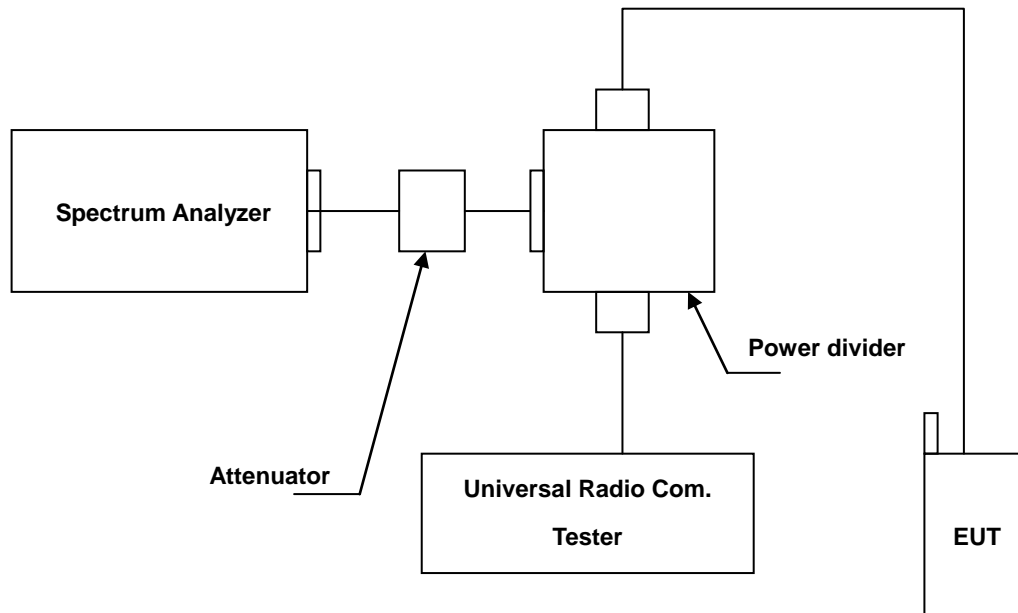 Spectrum Analyzer
Power divider
Attenuator
Universal Radio Com.
Tester
EUT